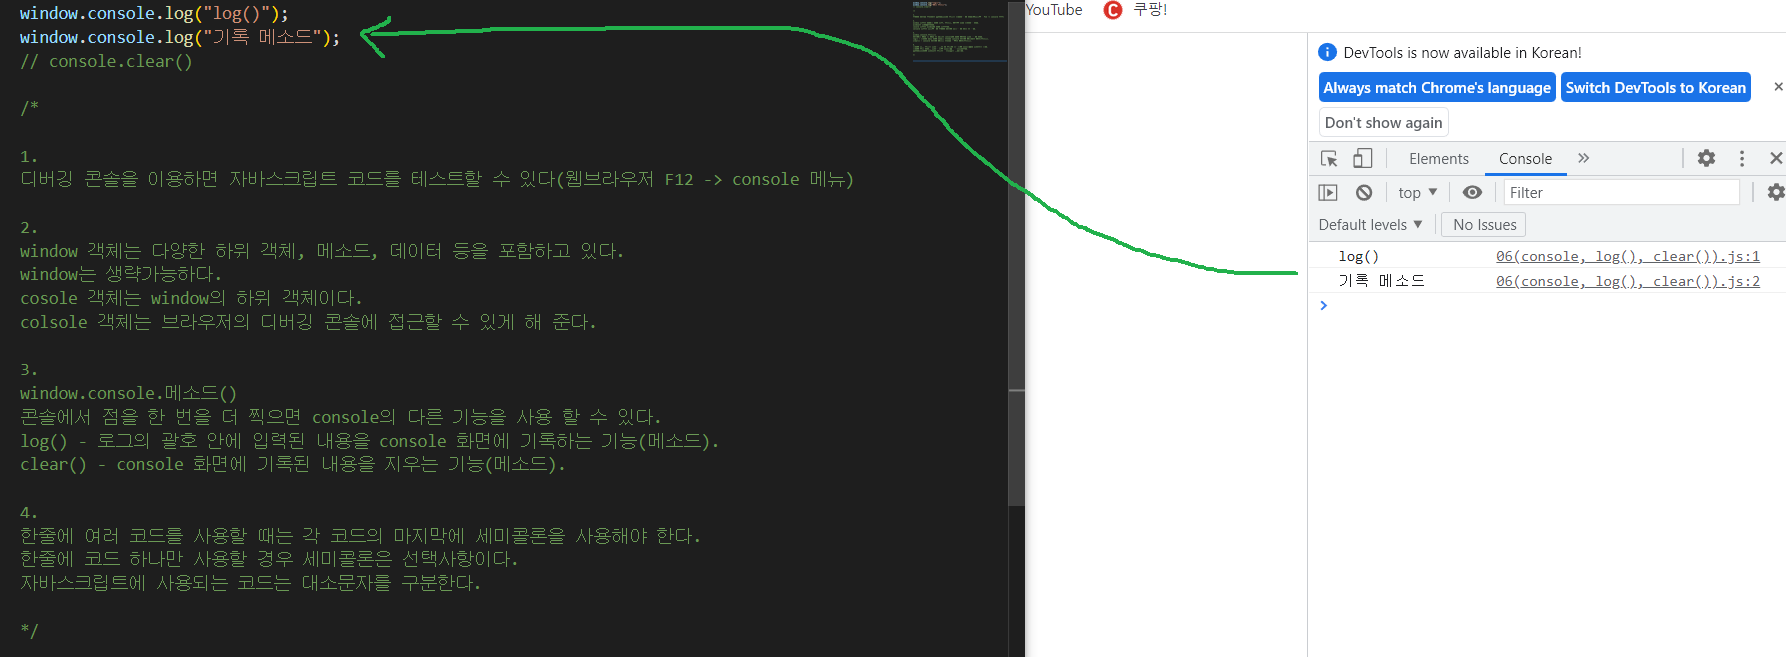 window.console.log("log()");
window.console.log("기록 메소드");
// console.clear()
/*
1.
디버깅 콘솔을 이용하면 자바스크립트 코드를 테스트할 수 있다(웹브라우저 F12 -> console 메뉴)
2.
window 객체는 다양한 하위 객체, 메소드, 데이터 등을 포함하고 있다.
window는 생략가능하다.
cosole 객체는 window의 하위 객체이다.
colsole 객체는 브라우저의 디버깅 콘솔에 접근할 수 있게 해 준다.
3.
window.console.메소드()
콘솔에서 점을 한 번을 더 찍으면 console의 다른 기능을 사용 할 수 있다.
log() - 로그의 괄호 안에 입력된 내용을 console 화면에 기록하는 기능(메소드).
clear() - console 화면에 기록된 내용을 지우는 기능(메소드).
4.
한줄에 여러 코드를 사용할 때는 각 코드의 마지막에 세미콜론을 사용해야 한다.
한줄에 코드 하나만 사용할 경우 세미콜론은 선택사항이다.
자바스크립트에 사용되는 코드는 대소문자를 구분한다.
*/
YouTube C 쿠팡!
DevTools is now available in Korean!
Always match Chrome's language Switch DevTools to Korean
Don't show again
Elements Console
top Filter
Default levels No Issues
log() 06(console, log(), clear()).js:1
기록 메소드 06(console, log(), clear()).js:2